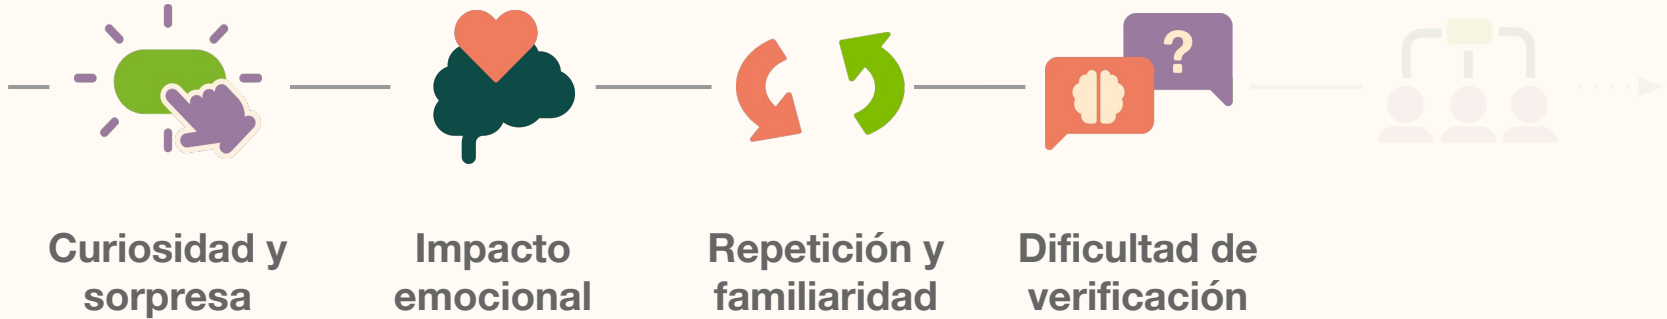 ?
Curiosidad y
sorpresa
Impacto
emocional
Repetición y
familiaridad
Dificultad de
verificación